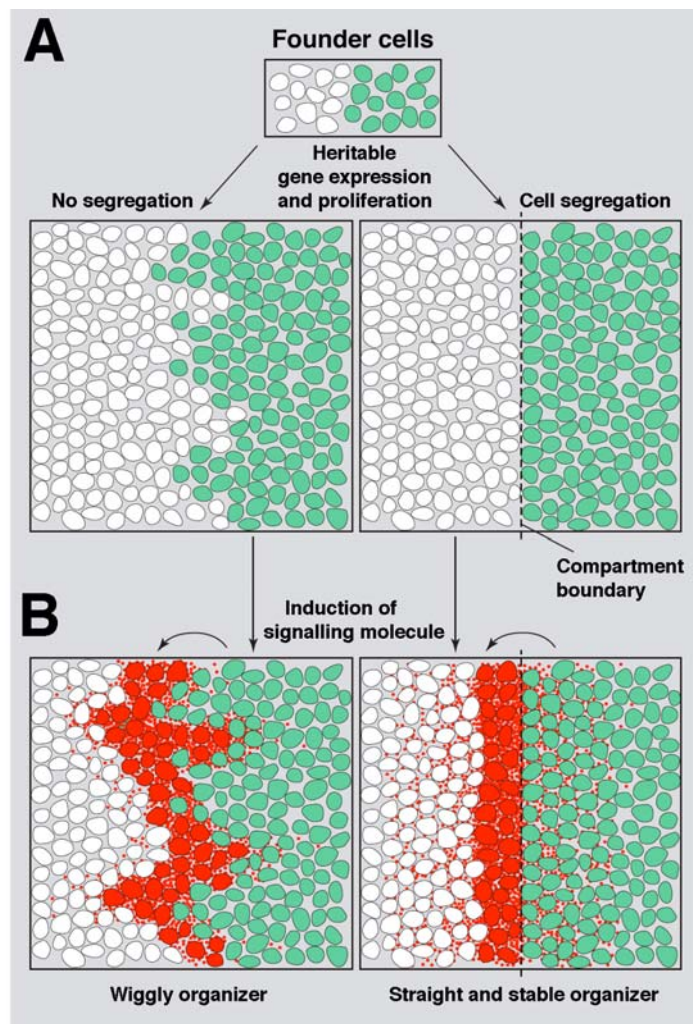 A
Founder cells
Heritable
gene expression
and proliferation
No segregation
Cell segregation
Compartment
boundary
B
Induction of
signalling molecule
Wiggly organizer
Straight and stable organizer